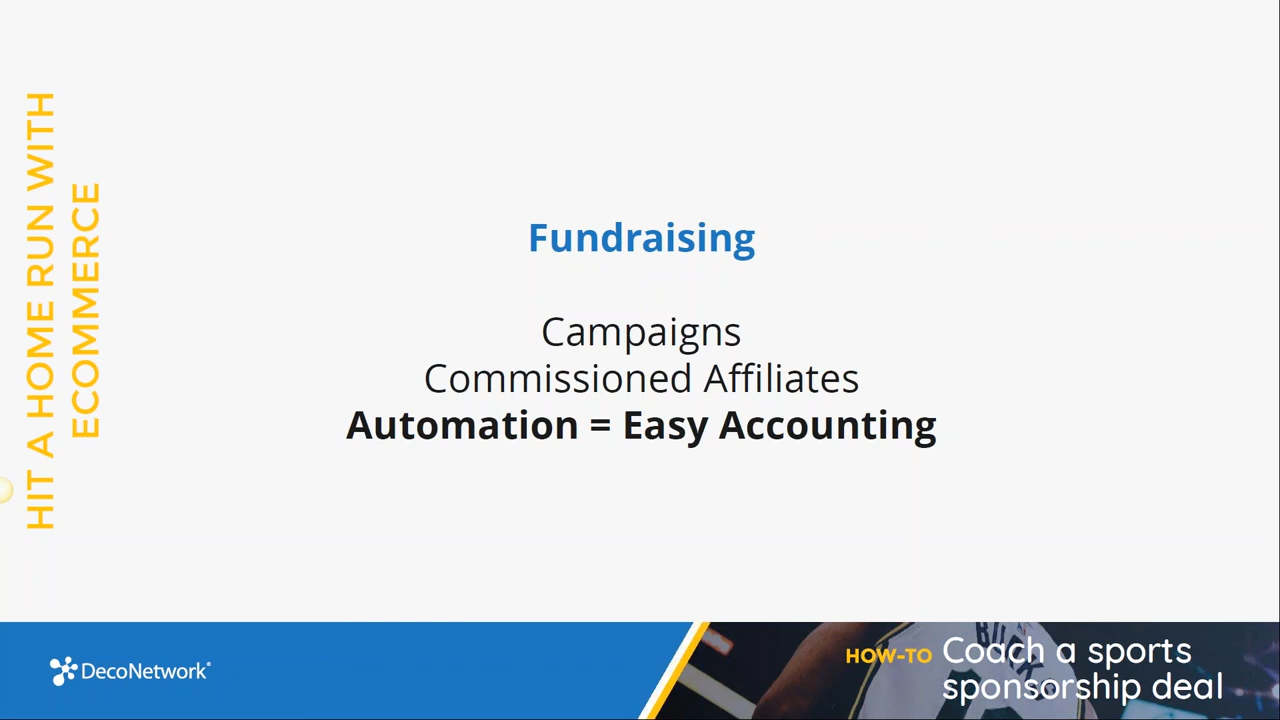 HIT A HOME RUN WITH
ECOMMERCE
Fundraising
Campaigns
Commissioned Affiliates
Automation = Easy Accounting
DecoNetwork
HOW-TO Coach a sports
sponsorship deal